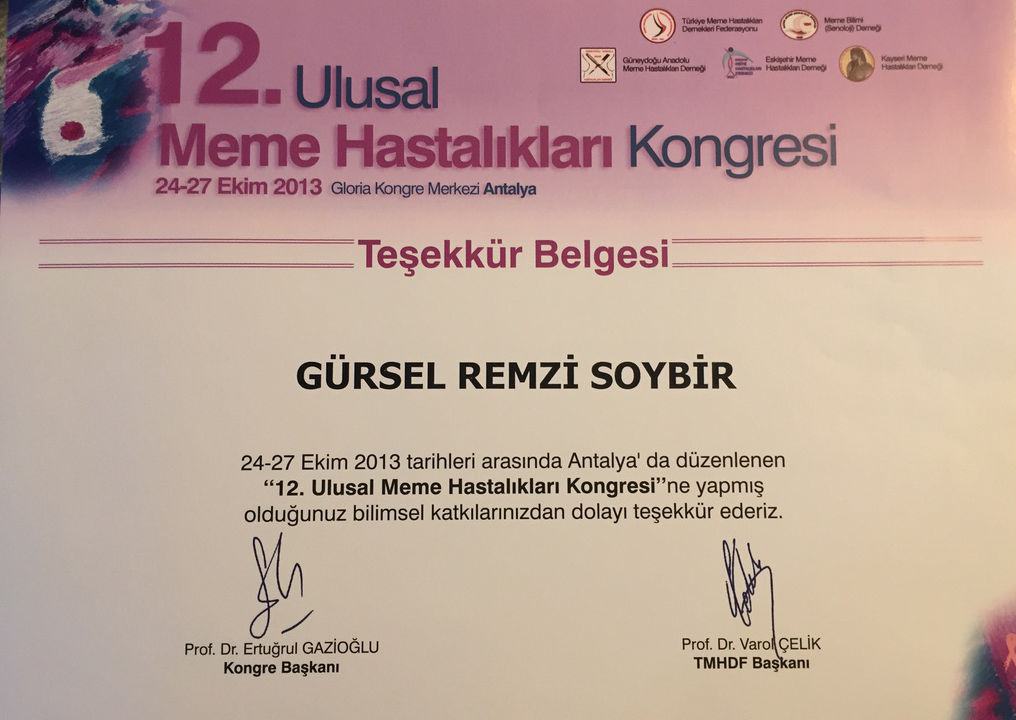 Türkiye Meme Hastalıkları
Dernekleri Federasyonu
Meme Bilimi
(Senoloji) Derneği
Güneydoğu Anadolu
Meme Hastalıkları Derneği
Eskişehir Meme
Hastalıkları Derneği
Kayseri Meme
Hastalıkları Derneği
12. Ulusal
Meme Hastalıkları Kongresi
24-27 Ekim 2013 Gloria Kongre Merkezi Antalya
Teşekkür Belgesi
GÜRSEL REMZİ SOYBİR
24-27 Ekim 2013 tarihleri arasında Antalya' da düzenlenen
“12. Ulusal Meme Hastalıkları Kongresi”ne yapmış
olduğunuz bilimsel katkılarınızdan dolayı teşekkür ederiz.
Prof. Dr. Ertuğrul GAZİOĞLU
Kongre Başkanı
Prof. Dr. Varol ÇELİK
TMHDF Başkanı